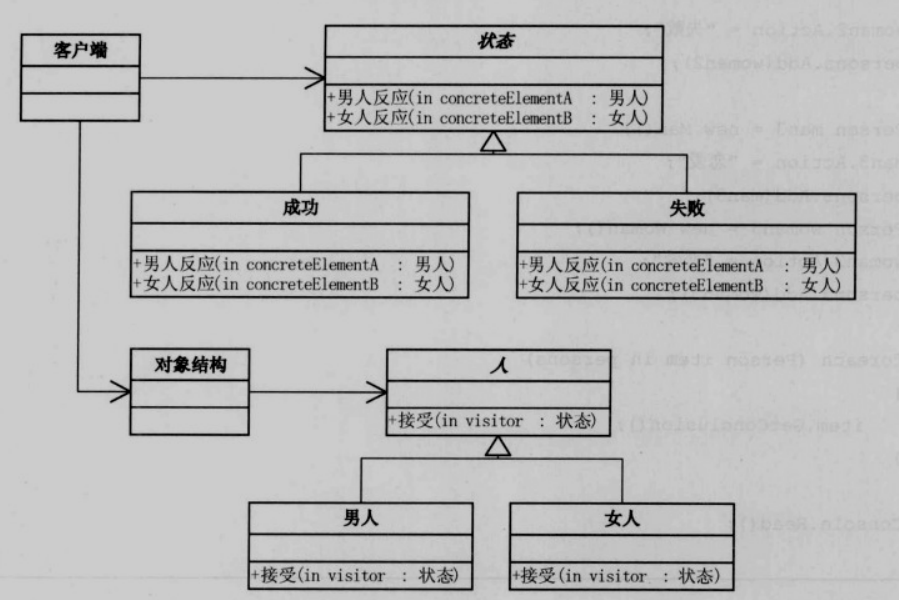 客户端
状态
+男人反应(in concreteElementA : 男人)
+女人反应(in concreteElementB : 女人)
成功
+男人反应(in concreteElementA : 男人)
+女人反应(in concreteElementB : 女人)
失败
+男人反应(in concreteElementA : 男人)
+女人反应(in concreteElementB : 女人)
对象结构
人
+接受(in visitor : 状态)
男人
+接受(in visitor : 状态)
女人
+接受(in visitor : 状态)